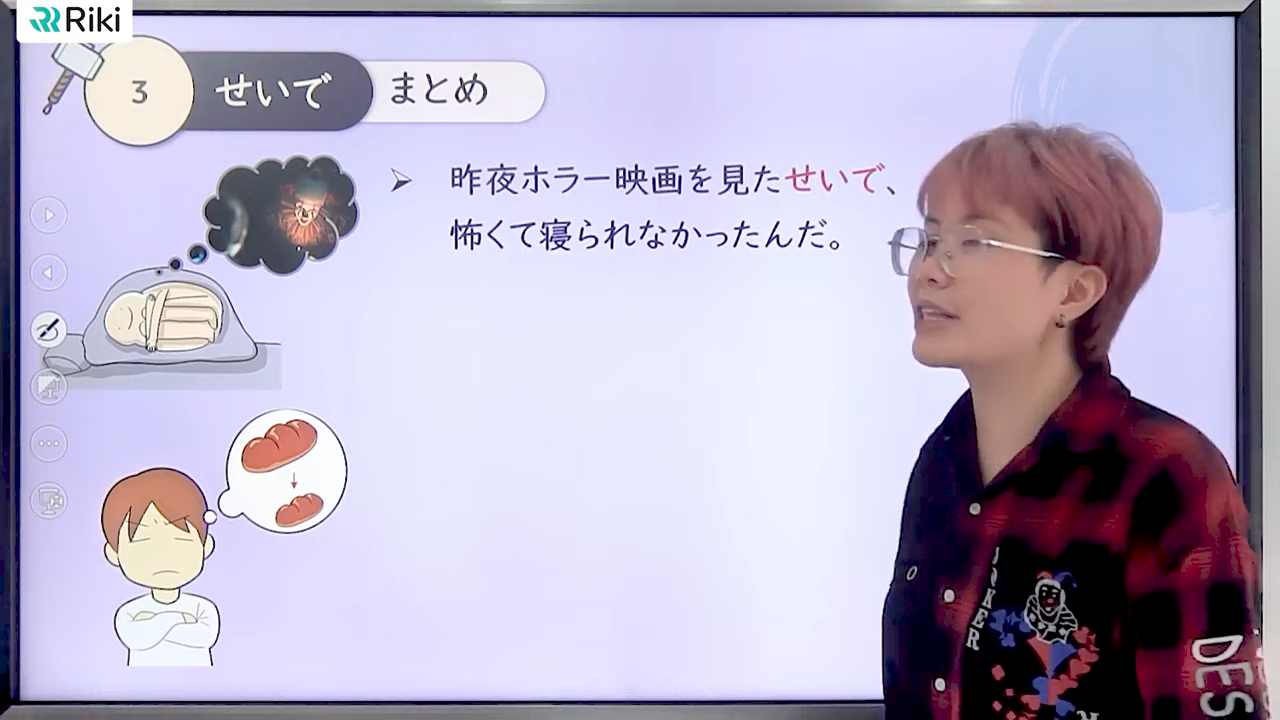 Riki
3
せいで
まとめ
昨夜ホラー映画を見たせいで、
怖くて寝られなかったんだ。
JOKER
DES